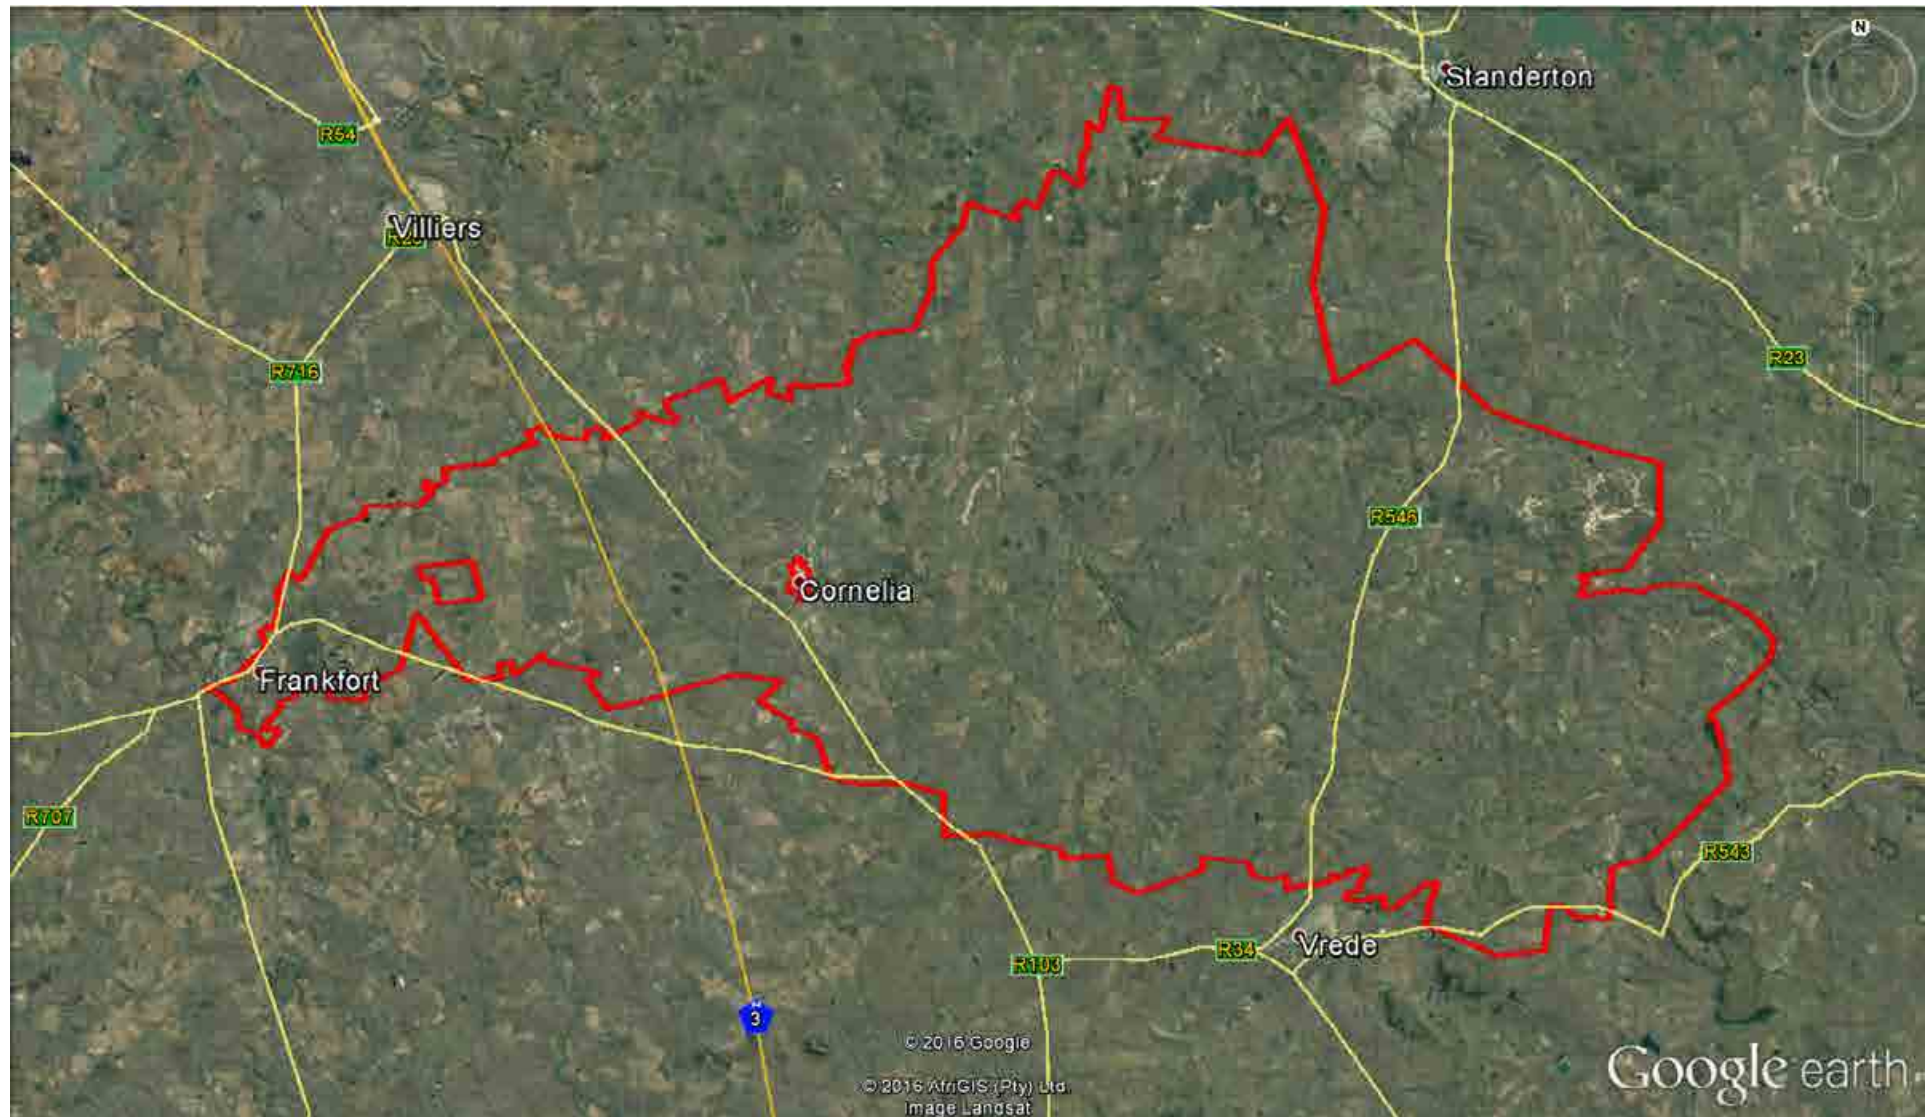 N
Standerton
R54
Villiers
R23
R716
R546
Cornelia
Frankfort
R707
R543
R34
Vrede
R103
N
3
© 2016 Google
© 2016 AfriGIS (Pty) Ltd.
Image Landsat
Google earth